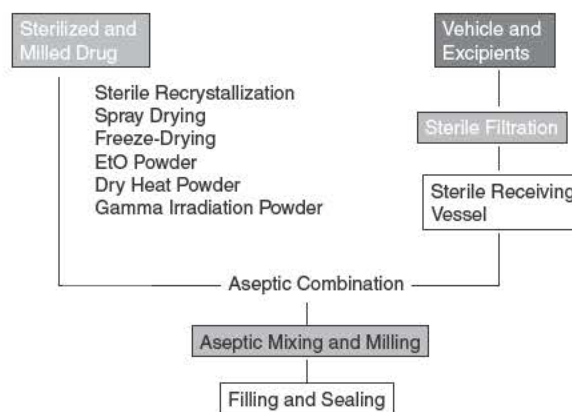 Sterilized and
Milled Drug
Vehicle and
Excipients
Sterile Recrystallization
Spray Drying
Freeze-Drying
EtO Powder
Dry Heat Powder
Gamma Irradiation Powder
Sterile Filtration
Sterile Receiving
Vessel
Aseptic Combination
Aseptic Mixing and Milling
Filling and Sealing